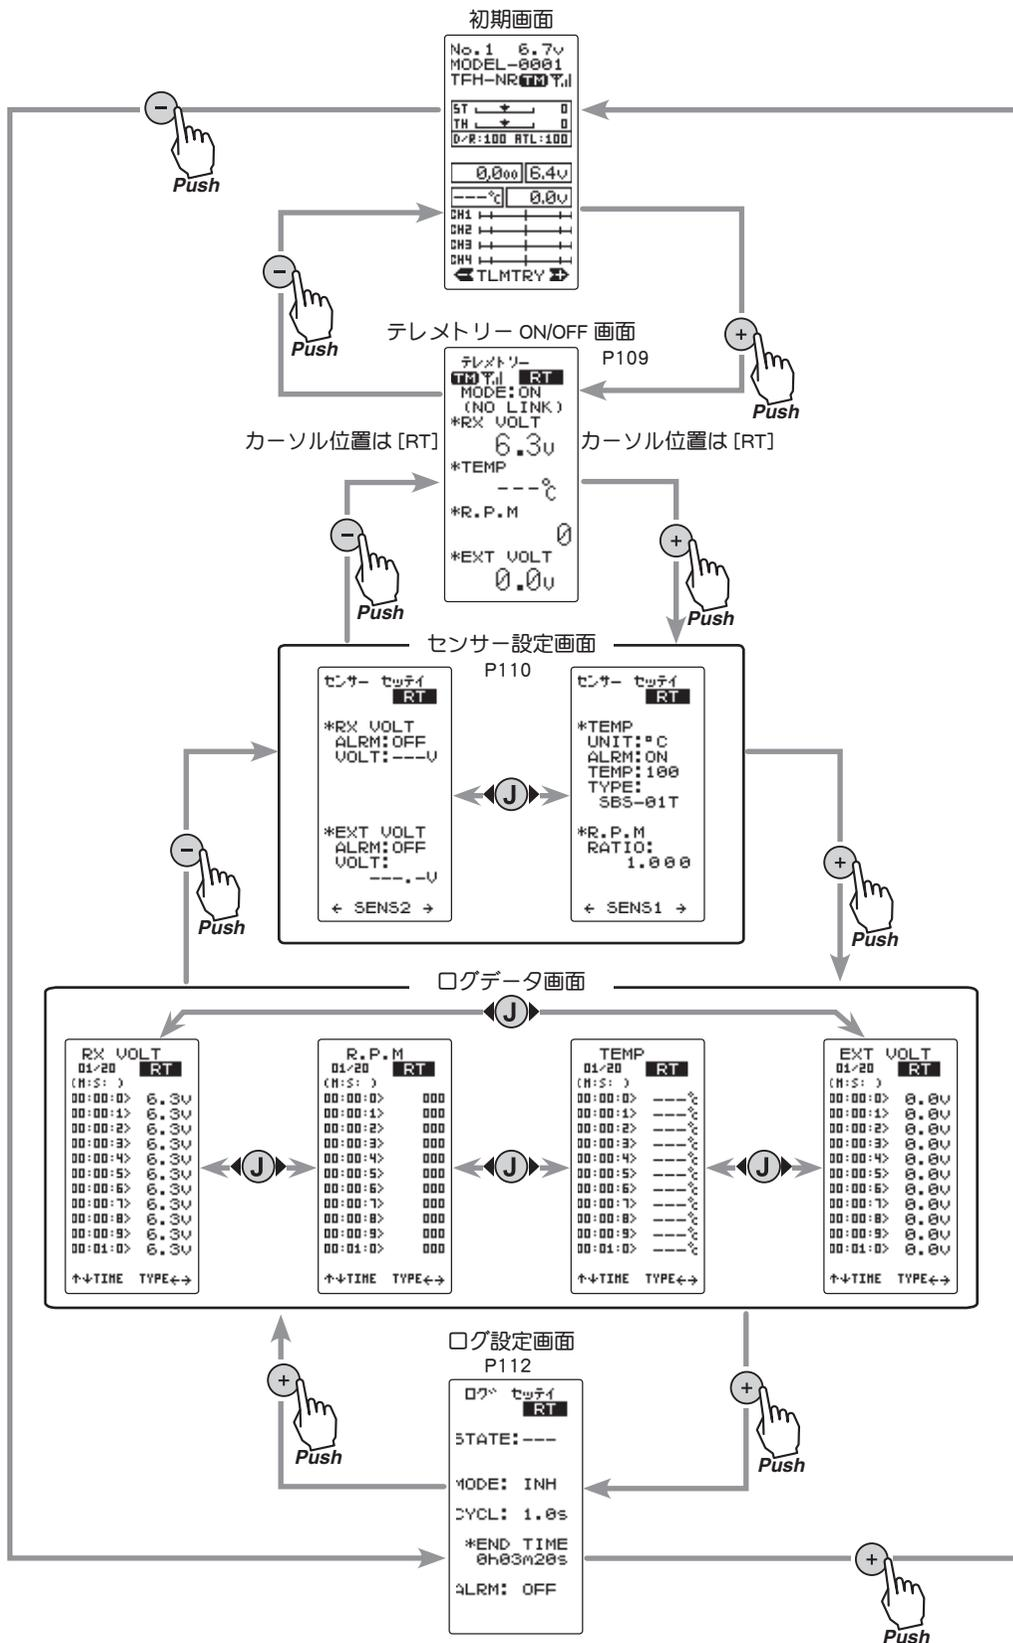 初期画面
No.1 6.7v
MODEL-0001
TFH-NR TM
ST 0
TH 0
D/R:100 ATL:100
0,000 6.4v
---℃ 0.0v
CH1
CH2
CH3
CH4
TLMTRY
−
Push
−
Push
+
Push
テレメトリー ON/OFF 画面
P109
テレメトリー
TM RT
MODE:ON
(NO LINK)
*RX VOLT
6.3v
*TEMP
---℃
*R.P.M
0
*EXT VOLT
0.0v
カーソル位置は [RT]
カーソル位置は [RT]
−
Push
+
Push
センサー設定画面
P110
センサー セッテイ
RT
*RX VOLT
ALRM:OFF
VOLT:---V
*EXT VOLT
ALRM:OFF
VOLT:
---.-V
← SENS2 →
J
センサー セッテイ
RT
*TEMP
UNIT:°C
ALRM:ON
TEMP:100
TYPE:
SBS-01T
*R.P.M
RATIO:
1.000
← SENS1 →
−
Push
+
Push
ログデータ画面
J
RX VOLT
01/20 RT
(M:S: )
00:00:0> 6.3v
00:00:1> 6.3v
00:00:2> 6.3v
00:00:3> 6.3v
00:00:4> 6.3v
00:00:5> 6.3v
00:00:6> 6.3v
00:00:7> 6.3v
00:00:8> 6.3v
00:00:9> 6.3v
00:01:0> 6.3v
↑↓TIME TYPE←→
J
R.P.M
01/20 RT
(M:S: )
00:00:0> 000
00:00:1> 000
00:00:2> 000
00:00:3> 000
00:00:4> 000
00:00:5> 000
00:00:6> 000
00:00:7> 000
00:00:8> 000
00:00:9> 000
00:01:0> 000
↑↓TIME TYPE←→
J
TEMP
01/20 RT
(M:S: )
00:00:0> ---℃
00:00:1> ---℃
00:00:2> ---℃
00:00:3> ---℃
00:00:4> ---℃
00:00:5> ---℃
00:00:6> ---℃
00:00:7> ---℃
00:00:8> ---℃
00:00:9> ---℃
00:01:0> ---℃
↑↓TIME TYPE←→
J
EXT VOLT
01/20 RT
(M:S: )
00:00:0> 0.0v
00:00:1> 0.0v
00:00:2> 0.0v
00:00:3> 0.0v
00:00:4> 0.0v
00:00:5> 0.0v
00:00:6> 0.0v
00:00:7> 0.0v
00:00:8> 0.0v
00:00:9> 0.0v
00:01:0> 0.0v
↑↓TIME TYPE←→
ログ設定画面
P112
ログ セッテイ
RT
STATE:---
MODE: INH
CYCL: 1.0s
*END TIME
0h03m20s
ALRM: OFF
+
Push
+
Push
+
Push